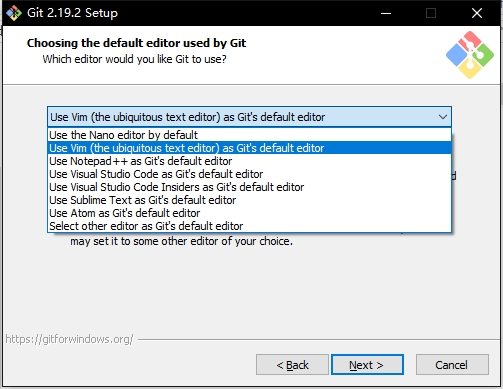 Git 2.19.2 Setup
Choosing the default editor used by Git
Which editor would you like Git to use?
Use Vim (the ubiquitous text editor) as Git's default editor
Use the Nano editor by default
Use Vim (the ubiquitous text editor) as Git's default editor
Use Notepad++ as Git's default editor
Use Visual Studio Code as Git's default editor
Use Visual Studio Code Insiders as Git's default editor
Use Sublime Text as Git's default editor
Use Atom as Git's default editor
Select other editor as Git's default editor
may set it to some other editor of your choice.
https://gitforwindows.org/
< Back
Next >
Cancel